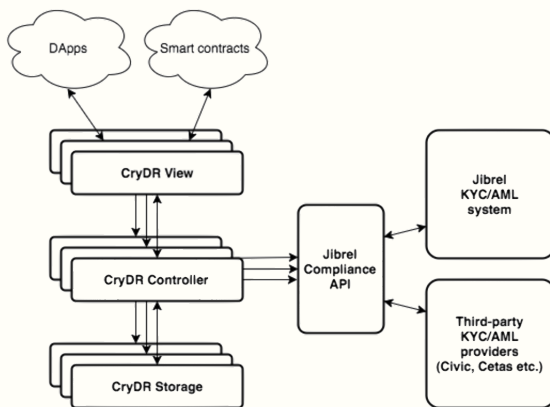 DApps
Smart contracts
CryDR View
CryDR Controller
CryDR Storage
Jibrel
Compliance
API
Jibrel
KYC/AML
system
Third-party
KYC/AML
providers
(Civic, Cetas etc.)